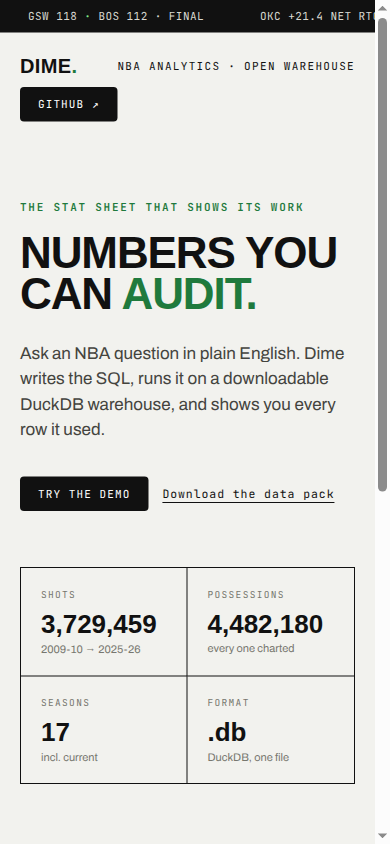 GSW 118 · BOS 112 · FINAL OKC +21.4 NET RTG
DIME. NBA ANALYTICS · OPEN WAREHOUSE
GITHUB ↗
THE STAT SHEET THAT SHOWS ITS WORK
NUMBERS YOU
CAN AUDIT.
Ask an NBA question in plain English. Dime
writes the SQL, runs it on a downloadable
DuckDB warehouse, and shows you every
row it used.
TRY THE DEMO Download the data pack
SHOTS
3,729,459
2009-10 → 2025-26
POSSESSIONS
4,482,180
every one charted
SEASONS
17
incl. current
FORMAT
.db
DuckDB, one file